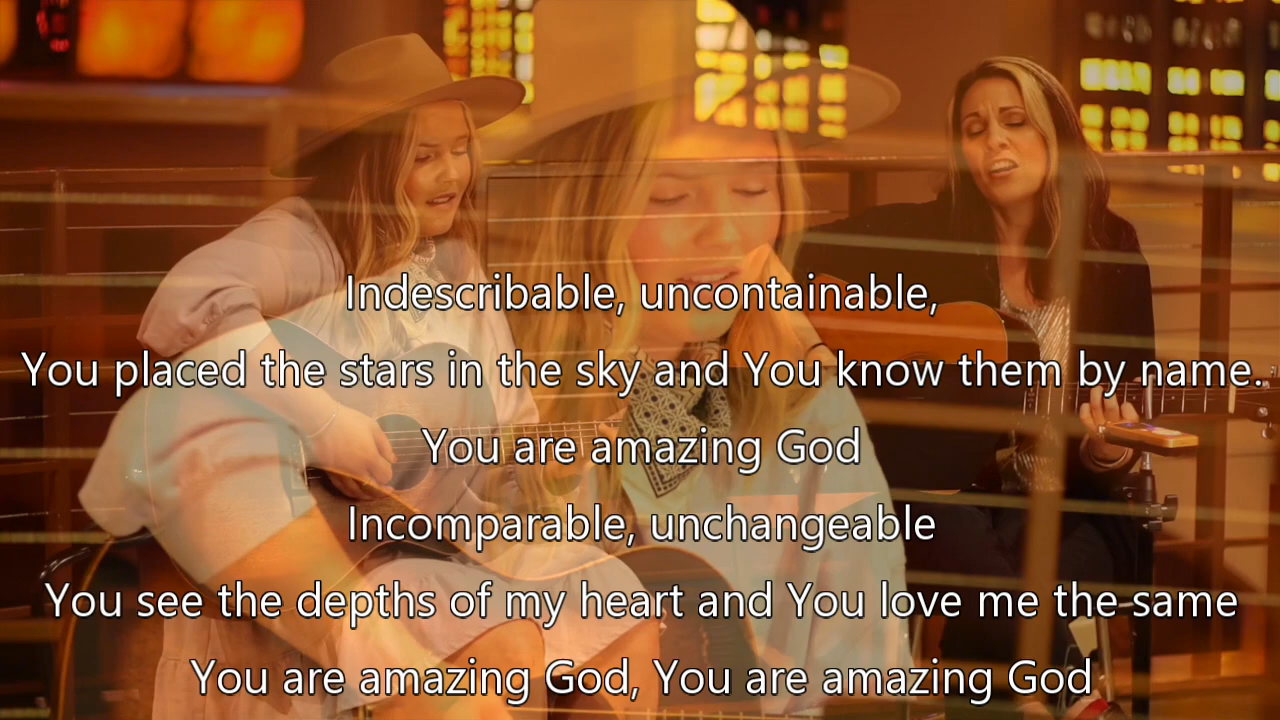 Indescribable, uncontainable,
You placed the stars in the sky and You know them by name.
You are amazing God
Incomparable, unchangeable
You see the depths of my heart and You love me the same
You are amazing God, You are amazing God